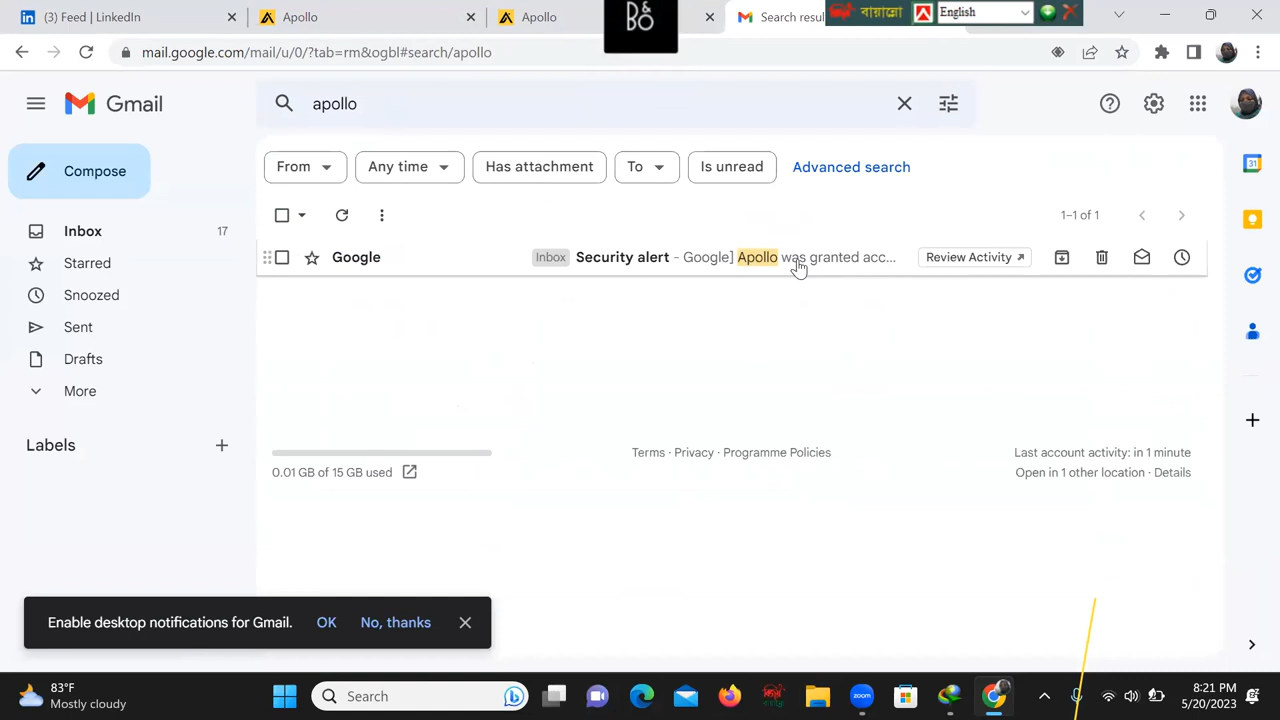 (3) Feed | LinkedIn
Apollo
Apollo
Search resul
বায়ান্নো
English
B&O
mail.google.com/mail/u/0/?tab=rm&ogbl#search/apollo
Gmail
apollo
Compose
From
Any time
Has attachment
To
Is unread
Advanced search
1–1 of 1
Inbox 17
Starred
Snoozed
Sent
Drafts
More
Labels
Google Inbox Security alert - Google] Apollo was granted acc... Review Activity
31
0.01 GB of 15 GB used
Terms · Privacy · Programme Policies
Last account activity: in 1 minute
Open in 1 other location · Details
Enable desktop notifications for Gmail. OK No, thanks
83°F
Mostly cloudy
Search
zoom
8:21 PM
5/20/2023